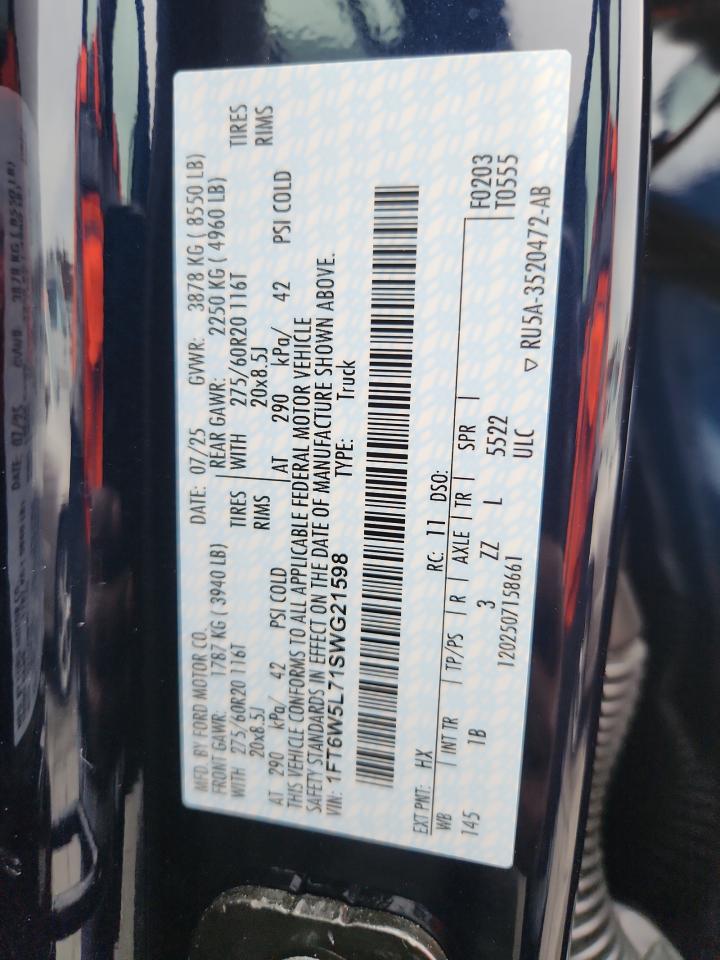 MFD. BY FORD MOTOR CO. DATE: 07/25 GVWR: 3878 KG ( 8550 LB)
FRONT GAWR: 1787 KG ( 3940 LB) REAR GAWR: 2250 KG ( 4960 LB)
WITH 275/60R20 116T TIRES WITH 275/60R20 116T TIRES
20x8.5J RIMS 20x8.5J RIMS
AT 290 kPa/ 42 PSI COLD AT 290 kPa/ 42 PSI COLD
THIS VEHICLE CONFORMS TO ALL APPLICABLE FEDERAL MOTOR VEHICLE
SAFETY STANDARDS IN EFFECT ON THE DATE OF MANUFACTURE SHOWN ABOVE.
VIN: 1FT6W5L71SWG21598 TYPE: Truck
EXT PNT: HX RC: 11 DSO:
WB INT TR TP/PS R AXLE TR SPR F0203
145 1B 3 ZZ L 5522 T0555
1202507158661 ULC
▽ RU5A-3520472-AB